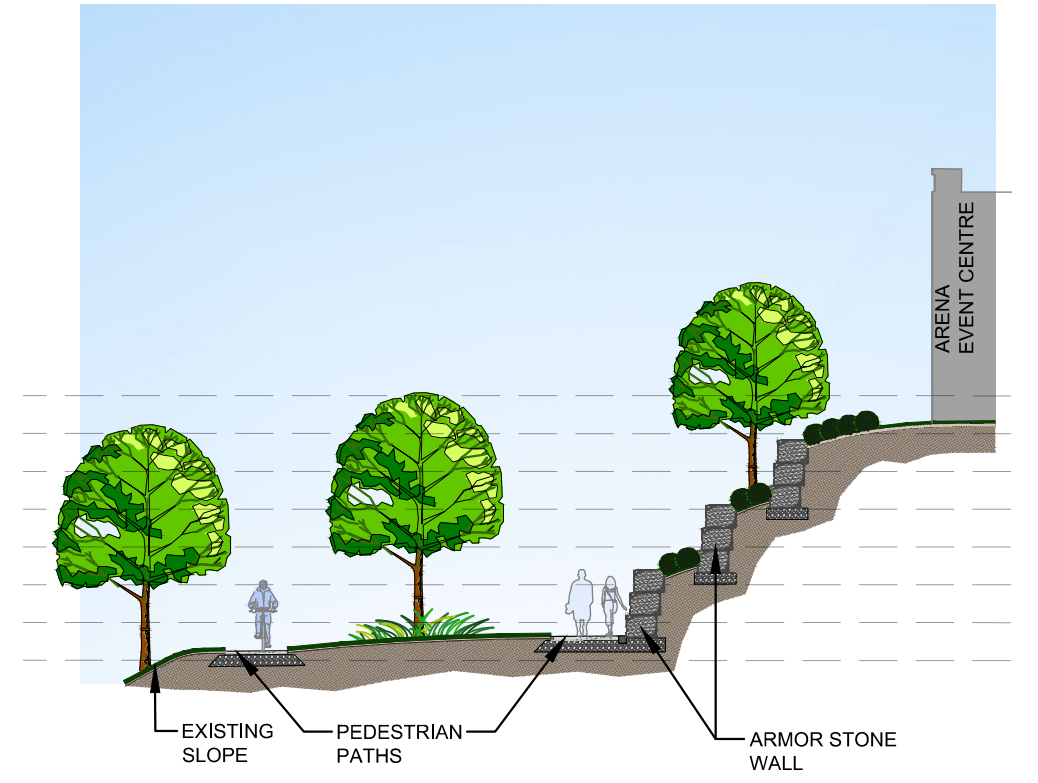 ARENA
EVENT CENTRE
EXISTING
SLOPE
PEDESTRIAN
PATHS
ARMOR STONE
WALL